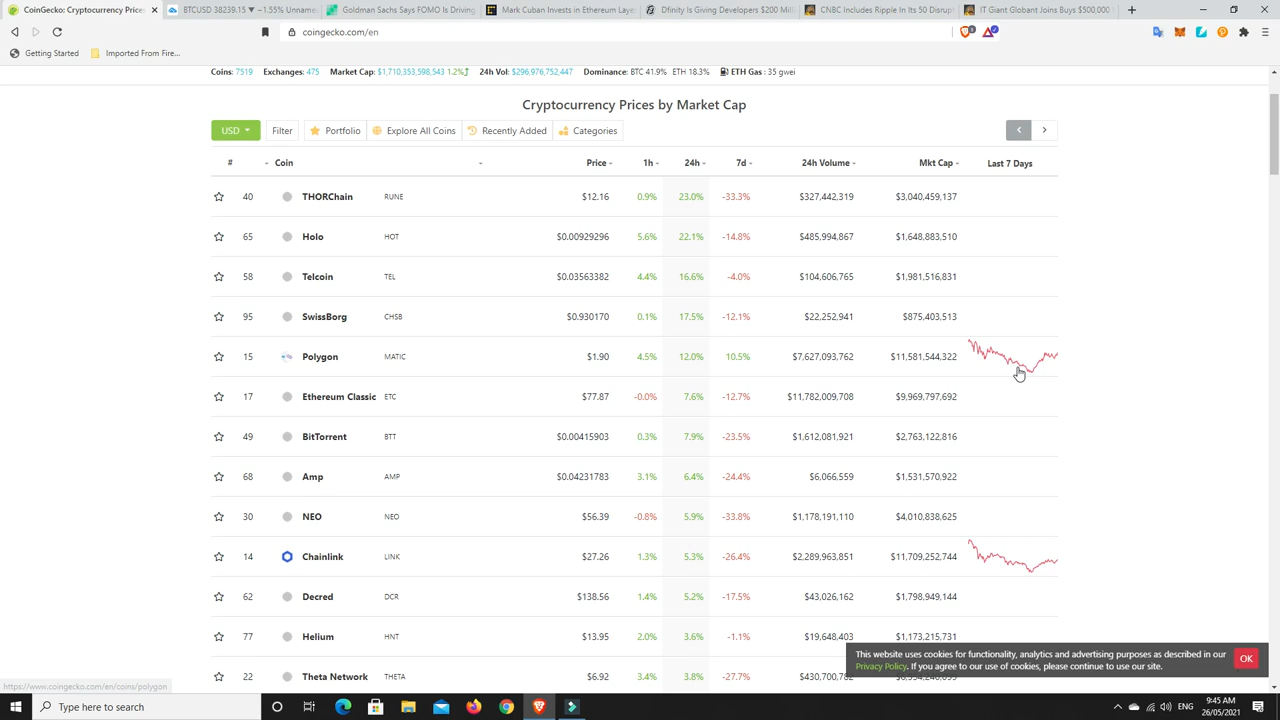 CoinGecko: Cryptocurrency Prices
BTCUSD 38239.15 ▼ −1.55% Unname
Goldman Sachs Says FOMO Is Driving
Mark Cuban Invests in Ethereum Laye
Dfinity Is Giving Developers $200 Mill
CNBC Includes Ripple In Its 50 Disrupt
IT Giant Globant Joins Buys $500,000
coingecko.com/en
Getting Started
Imported From Fire...
Coins: 7519 Exchanges: 475 Market Cap: $1,710,353,598,543 1.2% 24h Vol: $296,976,752,447 Dominance: BTC 41.9% ETH 18.3% ETH Gas: 35 gwei
Cryptocurrency Prices by Market Cap
USD Filter Portfolio Explore All Coins Recently Added Categories
# Coin Price 1h 24h 7d 24h Volume Mkt Cap Last 7 Days
40 THORChain RUNE $12.16 0.9% 23.0% -33.3% $327,442,319 $3,040,459,137
65 Holo HOT $0.00929296 5.6% 22.1% -14.8% $485,994,867 $1,648,883,510
58 Telcoin TEL $0.03563382 4.4% 16.6% -4.0% $104,606,765 $1,981,516,831
95 SwissBorg CHSB $0.930170 0.1% 17.5% -12.1% $22,252,941 $875,403,513
15 Polygon MATIC $1.90 4.5% 12.0% 10.5% $7,627,093,762 $11,581,544,322
17 Ethereum Classic ETC $77.87 -0.0% 7.6% -12.7% $11,782,009,708 $9,969,797,692
49 BitTorrent BTT $0.00415903 0.3% 7.9% -23.5% $1,612,081,921 $2,763,122,816
68 Amp AMP $0.04231783 3.1% 6.4% -24.4% $6,066,559 $1,531,570,922
30 NEO NEO $56.39 -0.8% 5.9% -33.8% $1,178,191,110 $4,010,838,625
14 Chainlink LINK $27.26 1.3% 5.3% -26.4% $2,289,963,851 $11,709,252,744
62 Decred DCR $138.56 1.4% 5.2% -17.5% $43,026,162 $1,798,949,144
77 Helium HNT $13.95 2.0% 3.6% -1.1% $19,648,403 $1,173,215,731
22 Theta Network THETA $6.92 3.4% 3.8% -27.7%
This website uses cookies for functionality, analytics and advertising purposes as described in our
Privacy Policy. If you agree to our use of cookies, please continue to use our site.
OK
https://www.coingecko.com/en/coins/polygon
Type here to search
ENG
9:45 AM
26/05/2021